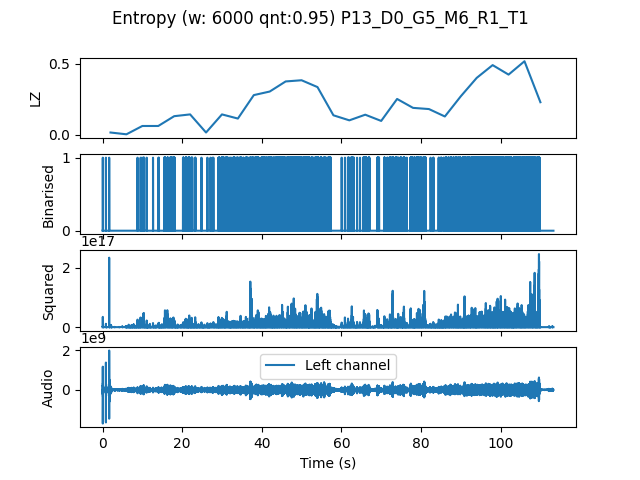 Entropy (w: 6000 qnt:0.95) P13_D0_G5_M6_R1_T1
0.5
0.0
LZ
1
0
Binarised
1e17
2
0
Squared
1e9
2
0
Audio
Left channel
0 20 40 60 80 100
Time (s)